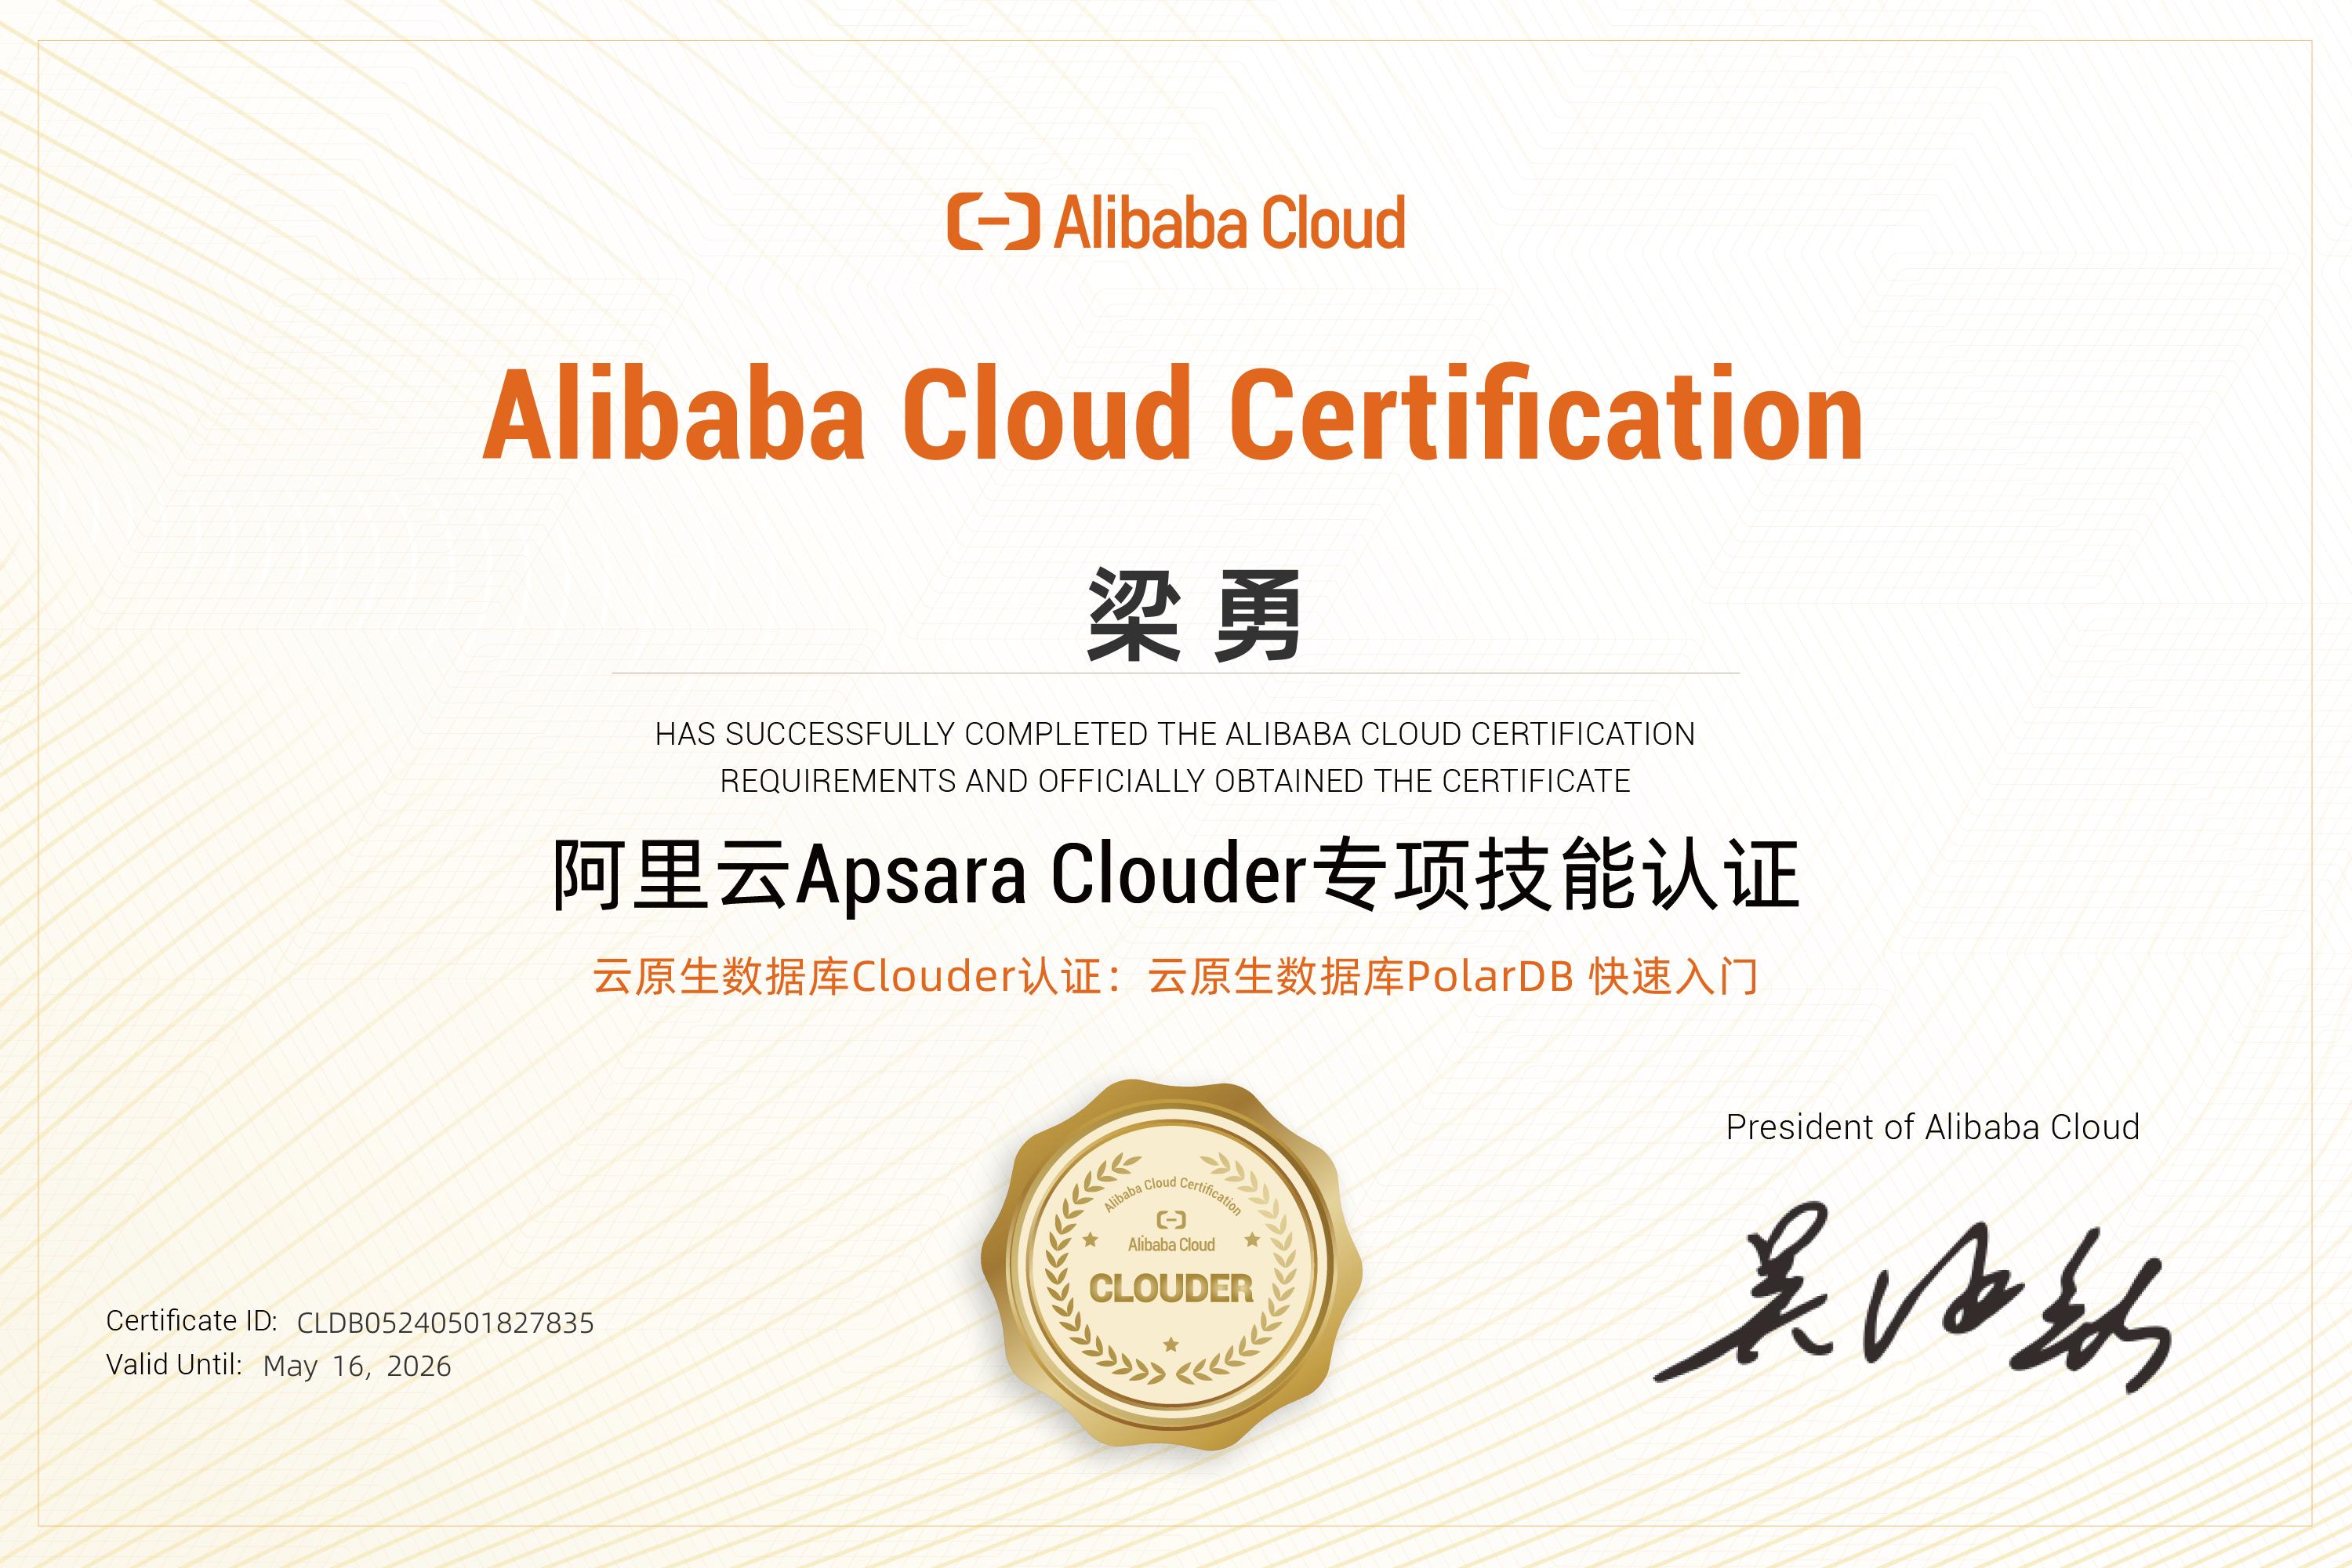 Alibaba Cloud
Alibaba Cloud Certification
梁 勇
HAS SUCCESSFULLY COMPLETED THE ALIBABA CLOUD CERTIFICATION
REQUIREMENTS AND OFFICIALLY OBTAINED THE CERTIFICATE
阿里云Apsara Clouder专项技能认证
云原生数据库Clouder认证：云原生数据库PolarDB 快速入门
President of Alibaba Cloud
Alibaba Cloud Certification
Alibaba Cloud
CLOUDER
Certificate ID: CLDB05240501827835
Valid Until: May 16, 2026